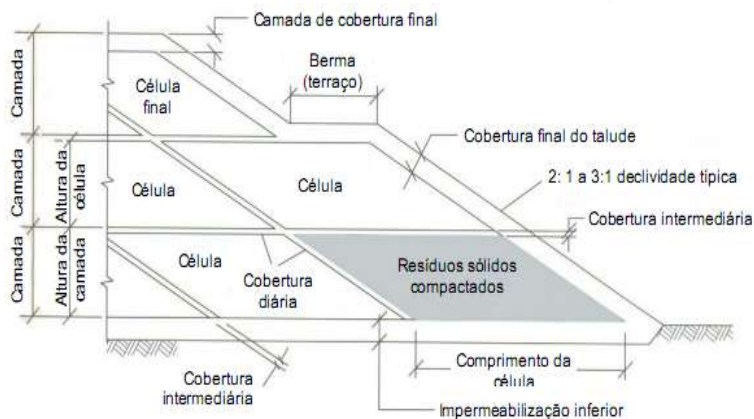 Camada de cobertura final
Berma
(terraço)
Camada
Célula
final
Cobertura final do talude
2: 1 a 3:1 declividade típica
Camada
Altura da
célula
Célula
Célula
Cobertura intermediária
Camada
Altura da
camada
Célula
Cobertura
diária
Resíduos sólidos
compactados
Cobertura
intermediária
Comprimento da
célula
Impermeabilização inferior